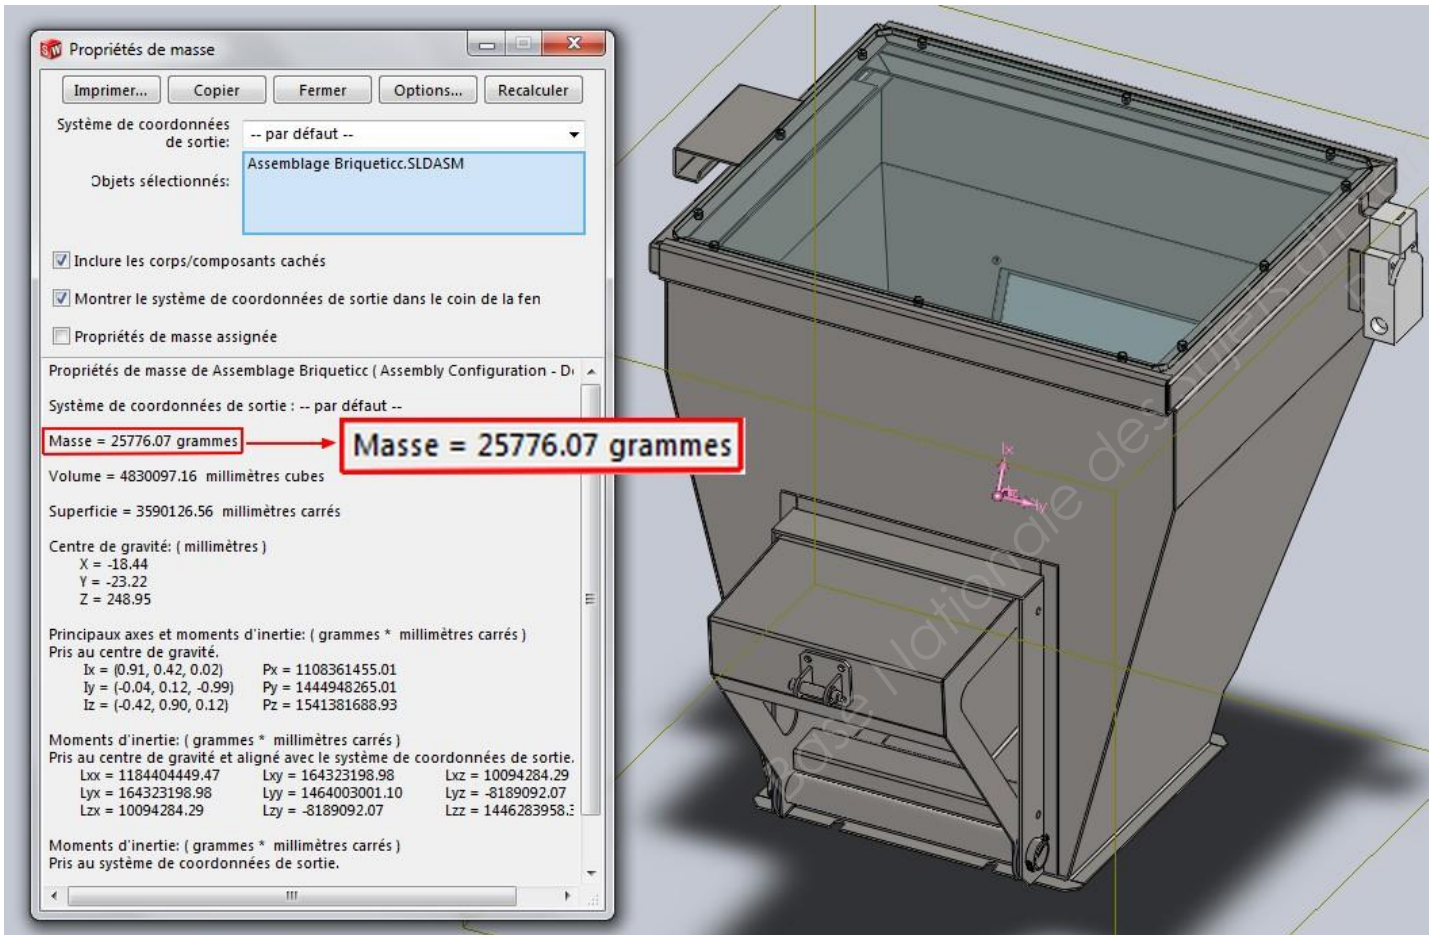 Propriétés de masse
Imprimer... Copier Fermer Options... Recalculer
Système de coordonnées
de sortie:
-- par défaut --
Objets sélectionnés:
Assemblage Briqueticc.SLDASM
Inclure les corps/composants cachés
Montrer le système de coordonnées de sortie dans le coin de la fen
Propriétés de masse assignée
Propriétés de masse de Assemblage Briqueticc ( Assembly Configuration - D
Système de coordonnées de sortie : -- par défaut --
Masse = 25776.07 grammes
Masse = 25776.07 grammes
Volume = 4830097.16 millimètres cubes
Superficie = 3590126.56 millimètres carrés
Centre de gravité: ( millimètres )
X = -18.44
Y = -23.22
Z = 248.95
Principaux axes et moments d'inertie: ( grammes * millimètres carrés )
Pris au centre de gravité.
Ix = (0.91, 0.42, 0.02) Px = 1108361455.01
Iy = (-0.04, 0.12, -0.99) Py = 1444948265.01
Iz = (-0.42, 0.90, 0.12) Pz = 1541381688.93
Moments d'inertie: ( grammes * millimètres carrés )
Pris au centre de gravité et aligné avec le système de coordonnées de sortie.
Lxx = 1184404449.47 Lxy = 164323198.98 Lxz = 10094284.29
Lyx = 164323198.98 Lyy = 1464003001.10 Lyz = -8189092.07
Lzx = 10094284.29 Lzy = -8189092.07 Lzz = 1446283958.3
Moments d'inertie: ( grammes * millimètres carrés )
Pris au système de coordonnées de sortie.
Ix
Iy
Base Nationale des Sujets d'